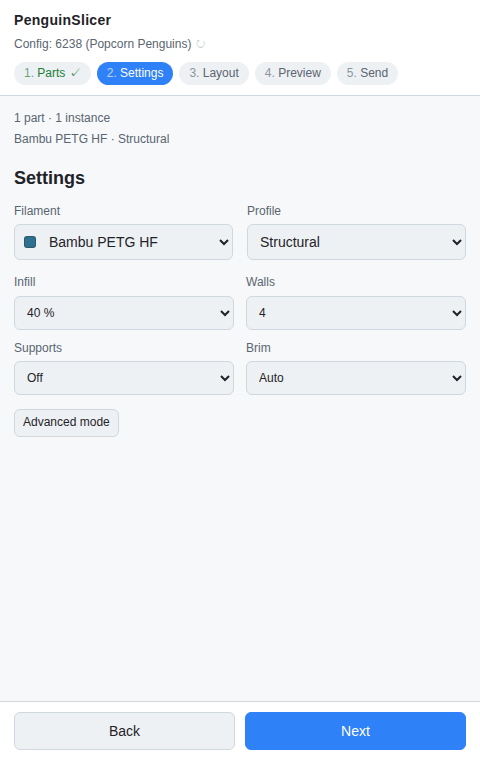 PenguinSlicer
Config: 6238 (Popcorn Penguins) ↻
1. Parts ✓ 2. Settings 3. Layout 4. Preview 5. Send
1 part · 1 instance
Bambu PETG HF · Structural
Settings
Filament Profile
Bambu PETG HF Structural
Infill Walls
40 % 4
Supports Brim
Off Auto
Advanced mode
Back Next